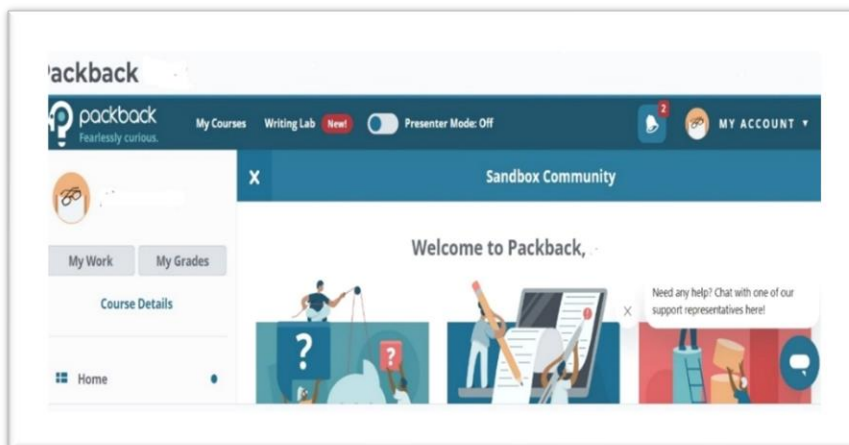 ackback
packback
Fearlessly curious.
My Courses Writing Lab New! Presenter Mode: Off 2 MY ACCOUNT
X Sandbox Community
Welcome to Packback,
My Work My Grades
Course Details
Need any help? Chat with one of our
support representatives here!
X
? ?
Home